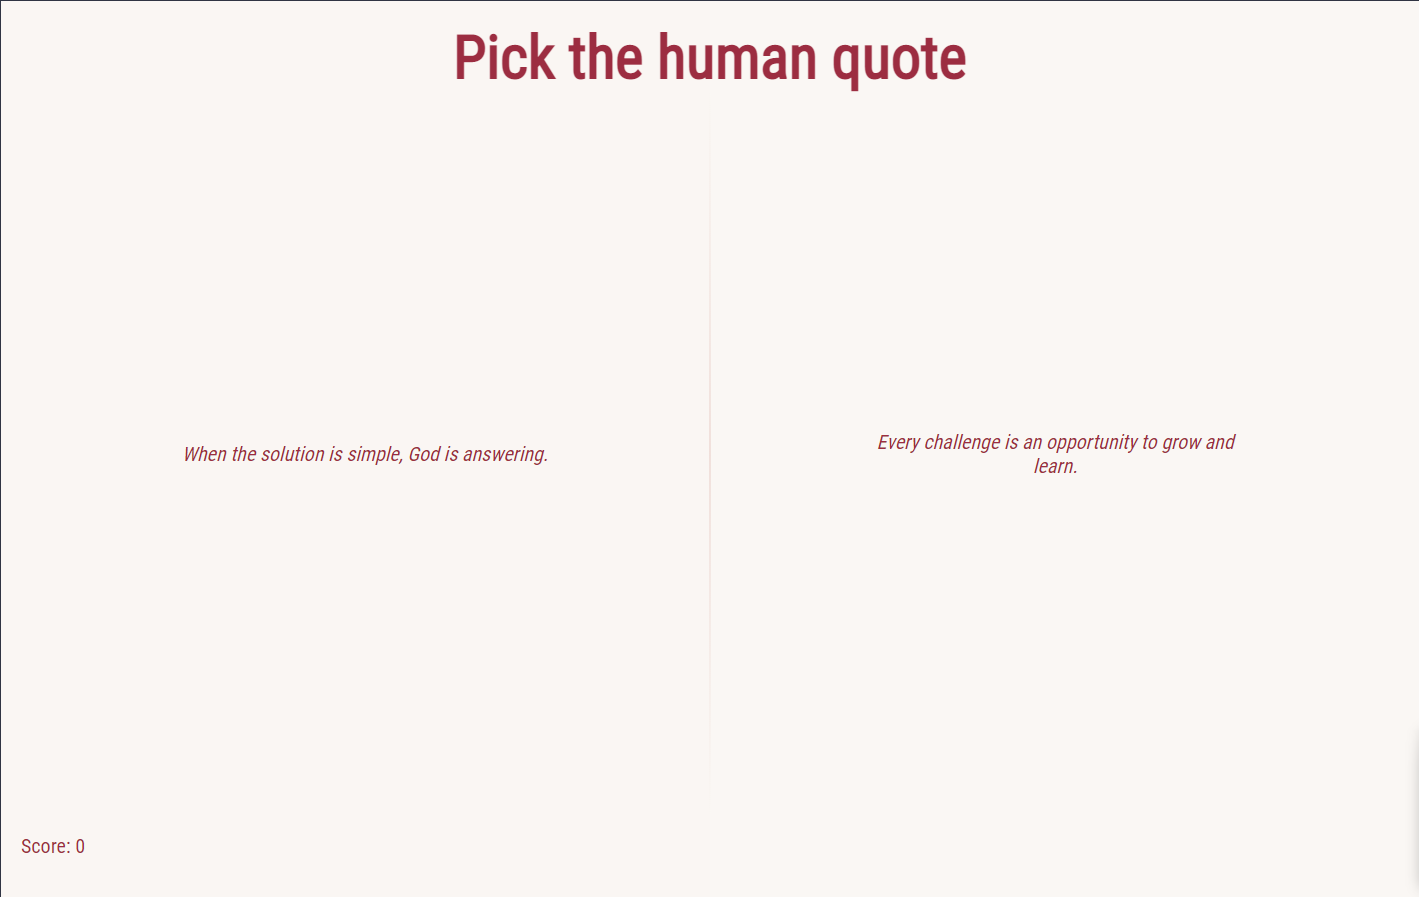 Pick the human quote
When the solution is simple, God is answering.
Every challenge is an opportunity to grow and
learn.
Score: 0